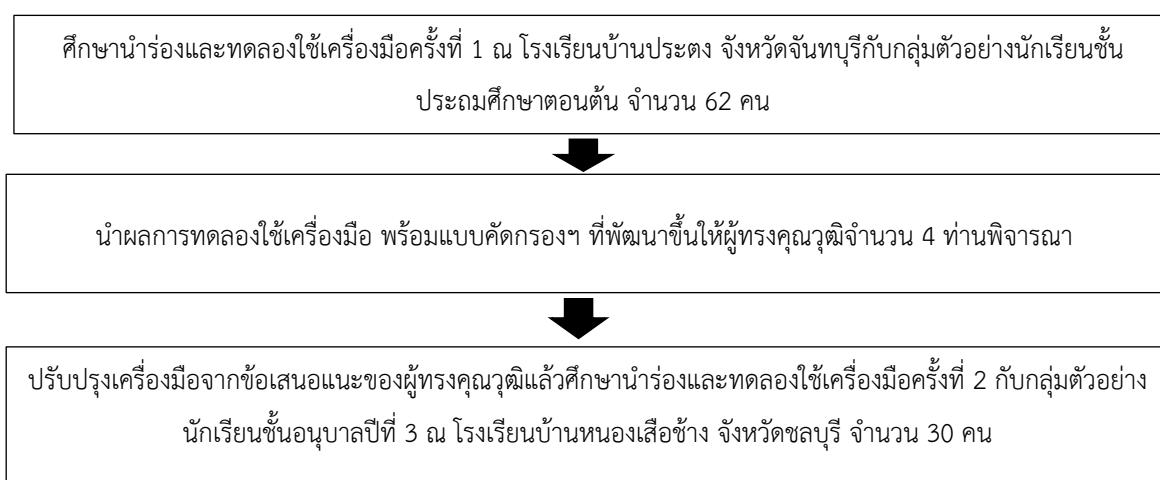 ศึกษานำร่องและทดลองใช้เครื่องมือครั้งที่ 1 ณ โรงเรียนบ้านประตง จังหวัดจันทบุรีกับกลุ่มตัวอย่างนักเรียนชั้น
ประถมศึกษาตอนต้น จำนวน 62 คน
นำผลการทดลองใช้เครื่องมือ พร้อมแบบคัดกรองฯ ที่พัฒนาขึ้นให้ผู้ทรงคุณวุฒิจำนวน 4 ท่านพิจารณา
ปรับปรุงเครื่องมือจากข้อเสนอแนะของผู้ทรงคุณวุฒิแล้วศึกษานำร่องและทดลองใช้เครื่องมือครั้งที่ 2 กับกลุ่มตัวอย่าง
นักเรียนชั้นอนุบาลปีที่ 3 ณ โรงเรียนบ้านหนองเสือช้าง จังหวัดชลบุรี จำนวน 30 คน